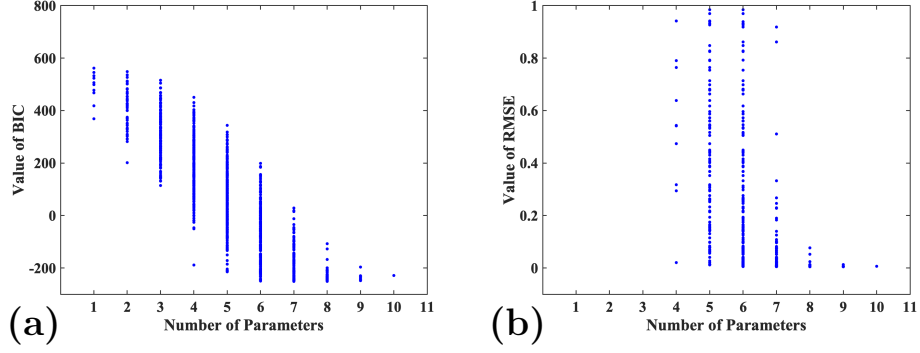 800
600
400
200
0
-200
Value of BIC
1 2 3 4 5 6 7 8 9 10 11
Number of Parameters
(a)
1
0.8
0.6
0.4
0.2
0
Value of RMSE
1 2 3 4 5 6 7 8 9 10 11
Number of Parameters
(b)